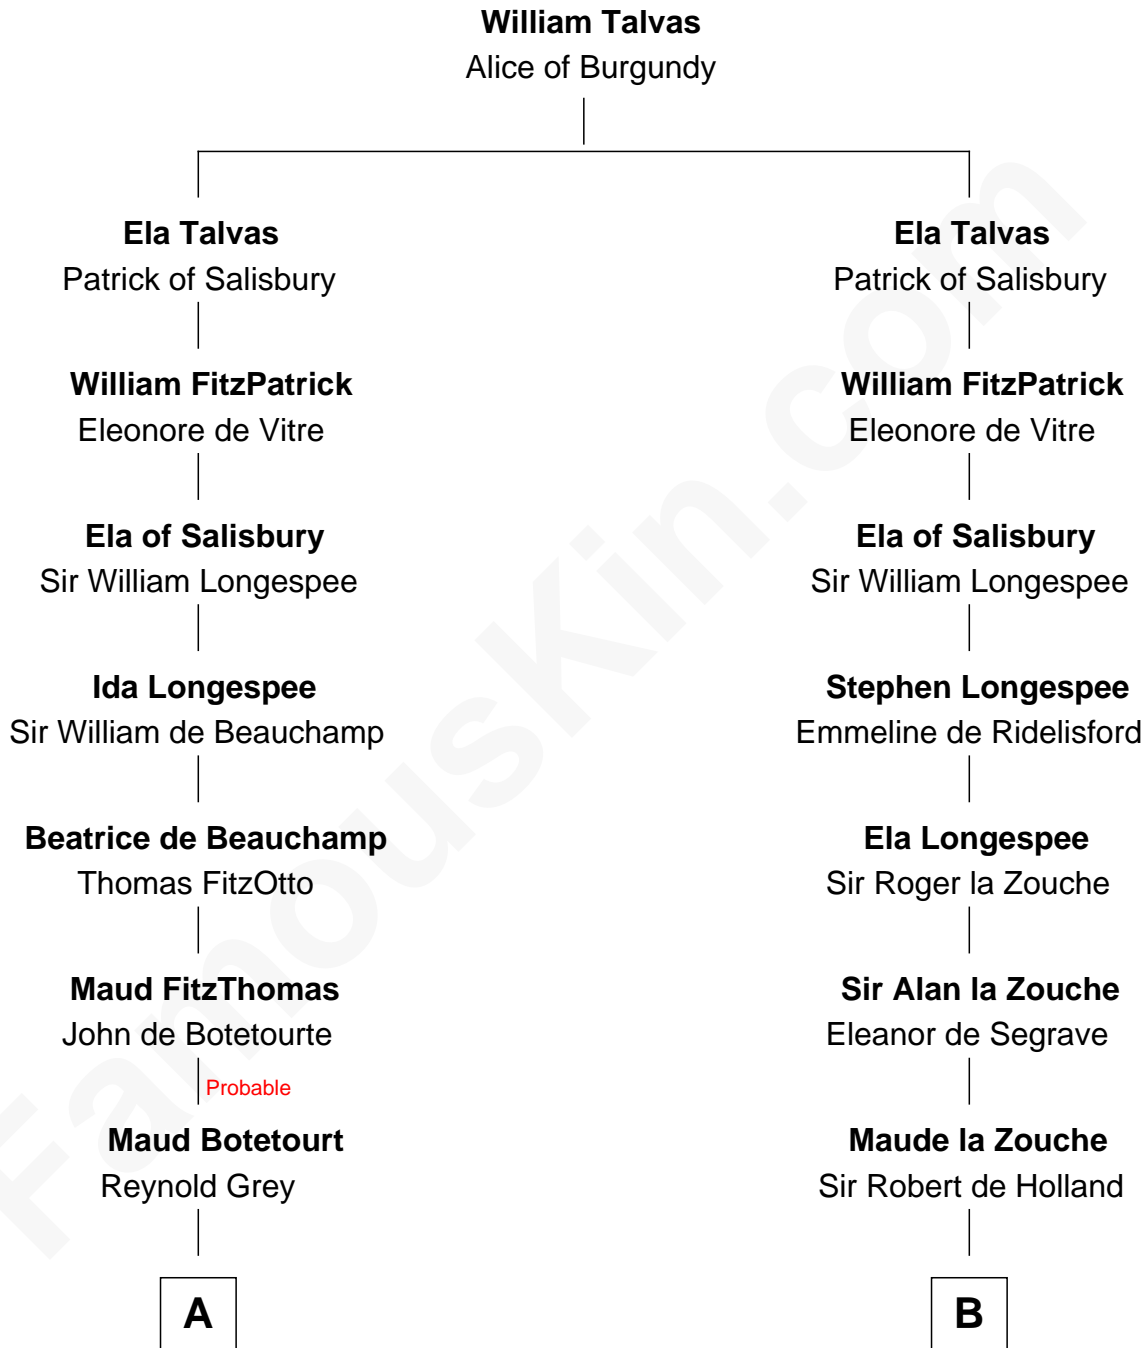 William Talvas
Alice of Burgundy
Ela Talvas
Patrick of Salisbury
William FitzPatrick
Eleonore de Vitre
Ela of Salisbury
Sir William Longespee
Ida Longespee
Sir William de Beauchamp
Beatrice de Beauchamp
Thomas FitzOtto
Maud FitzThomas
John de Botetourte
Probable
Maud Botetourt
Reynold Grey
A
Ela Talvas
Patrick of Salisbury
William FitzPatrick
Eleonore de Vitre
Ela of Salisbury
Sir William Longespee
Stephen Longespee
Emmeline de Ridelisford
Ela Longespee
Sir Roger la Zouche
Sir Alan la Zouche
Eleanor de Segrave
Maude la Zouche
Sir Robert de Holland
B
FamousKin.com